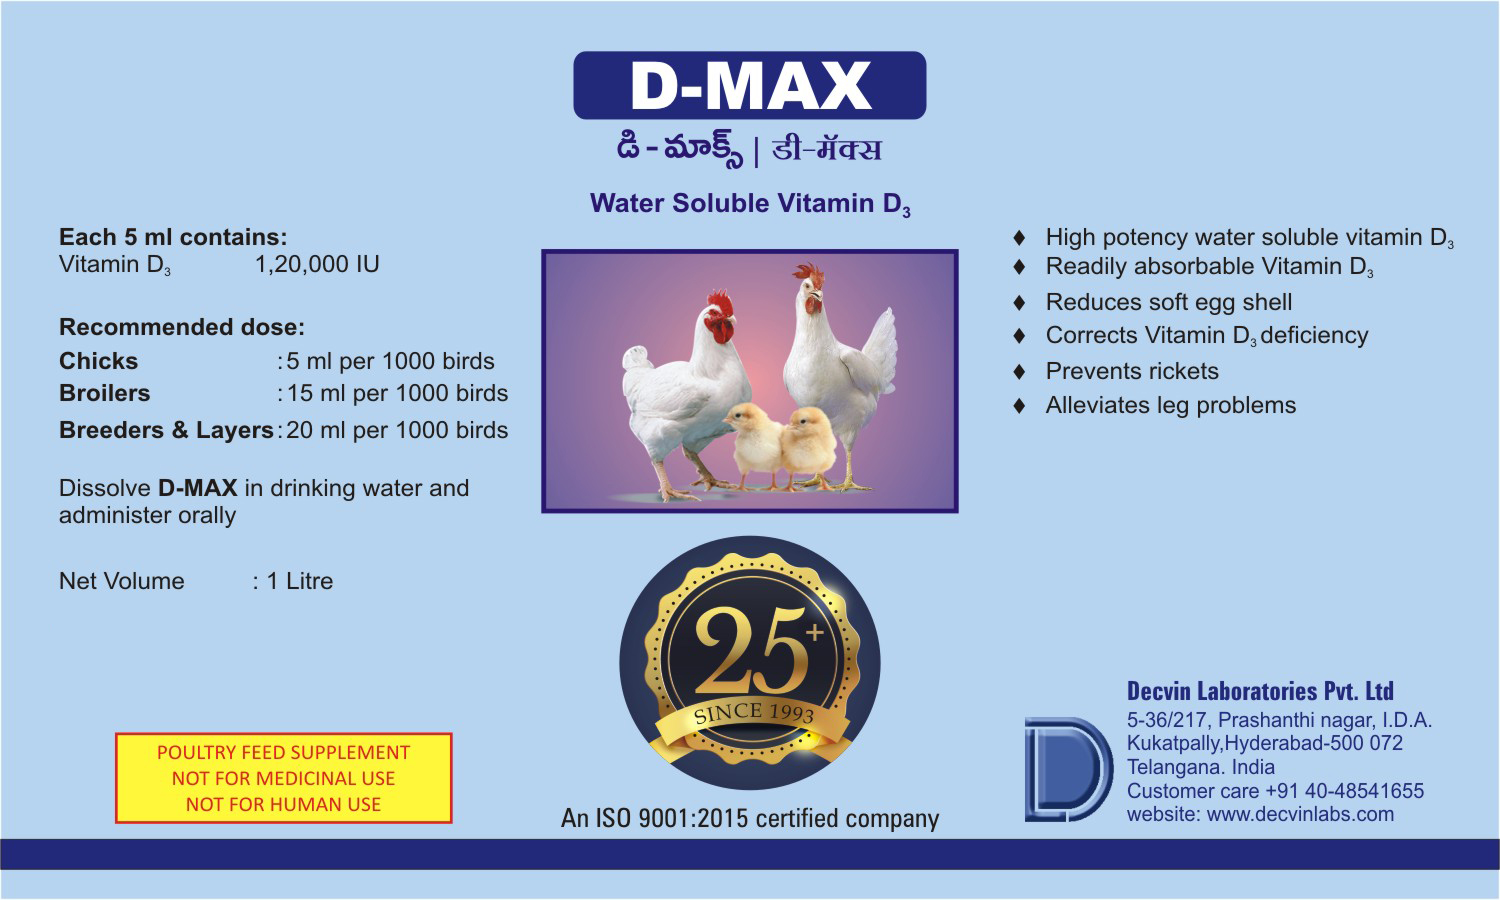 D-MAX
డి - మాక్స్ | डी-मॅक्स
Water Soluble Vitamin D3
Each 5 ml contains:
Vitamin D3 1,20,000 IU
Recommended dose:
Chicks : 5 ml per 1000 birds
Broilers : 15 ml per 1000 birds
Breeders & Layers : 20 ml per 1000 birds
Dissolve D-MAX in drinking water and
administer orally
Net Volume : 1 Litre
POULTRY FEED SUPPLEMENT
NOT FOR MEDICINAL USE
NOT FOR HUMAN USE
25+
SINCE 1993
An ISO 9001:2015 certified company
♦ High potency water soluble vitamin D3
♦ Readily absorbable Vitamin D3
♦ Reduces soft egg shell
♦ Corrects Vitamin D3 deficiency
♦ Prevents rickets
♦ Alleviates leg problems
Decvin Laboratories Pvt. Ltd
5-36/217, Prashanthi nagar, I.D.A.
Kukatpally,Hyderabad-500 072
Telangana. India
Customer care +91 40-48541655
website: www.decvinlabs.com